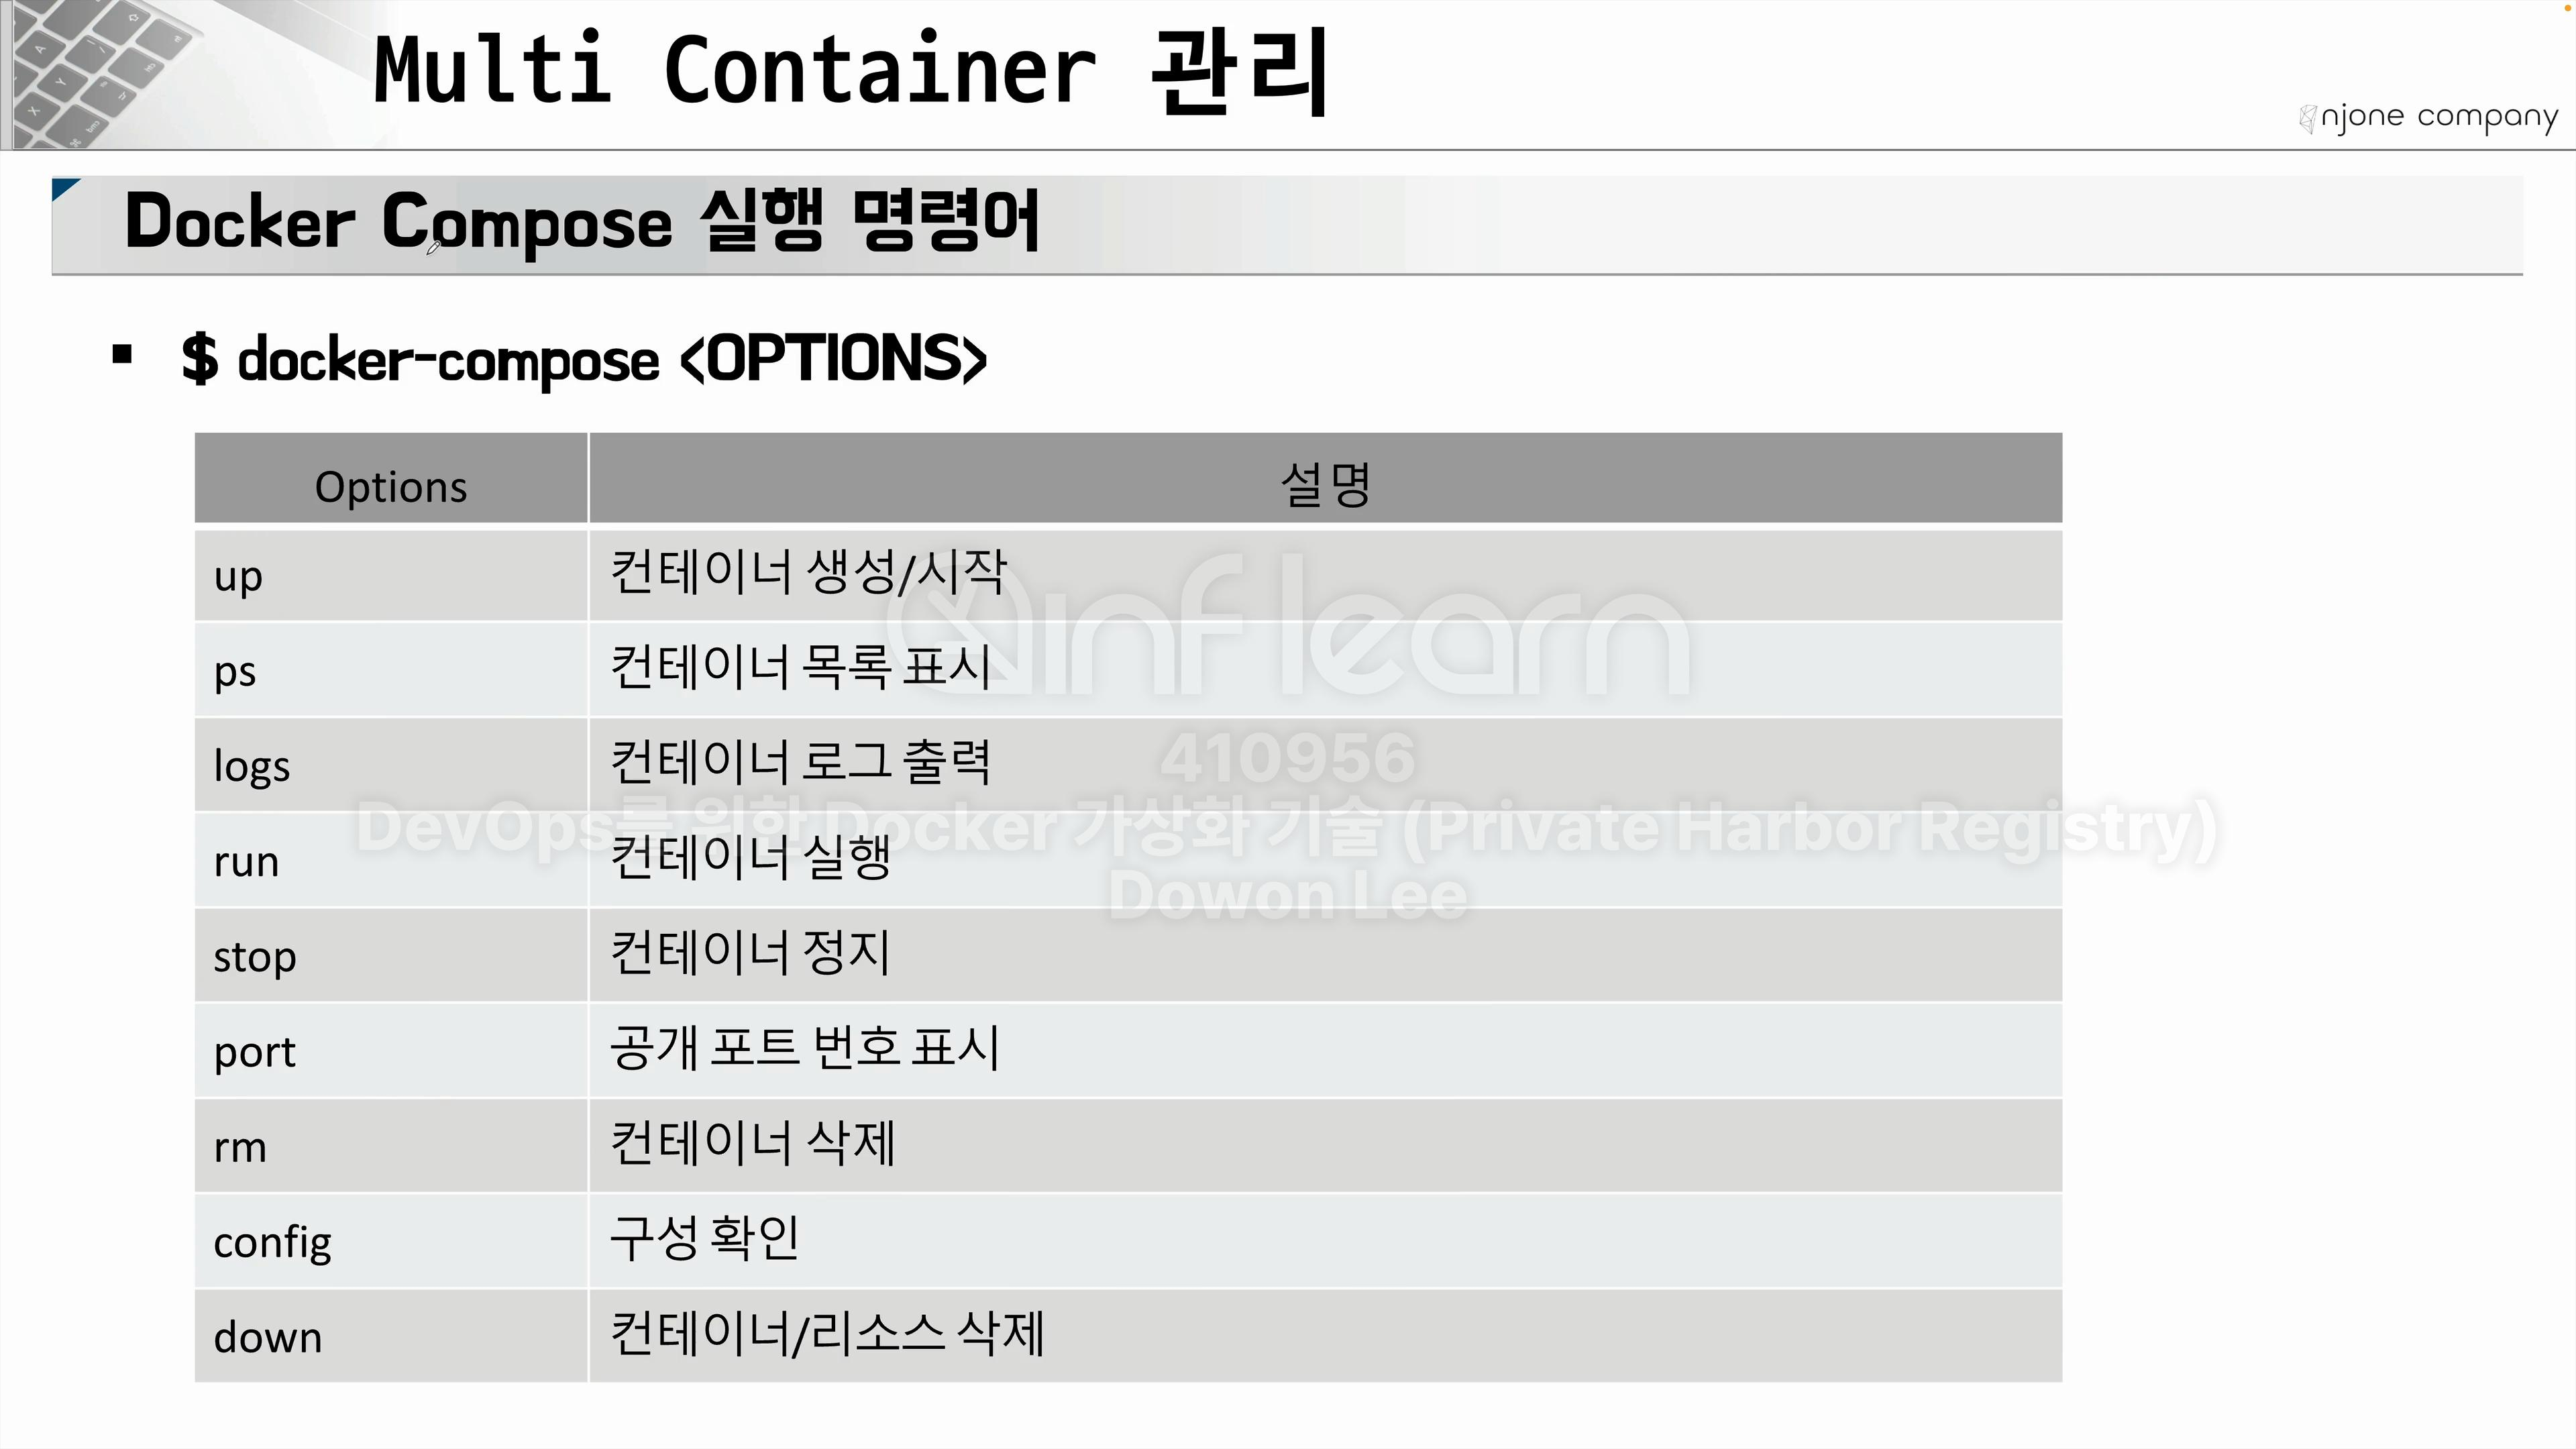 Multi Container 관리
njone company
Docker Compose 실행 명령어
▪ $ docker-compose <OPTIONS>
Options 설명
up 컨테이너 생성/시작
ps 컨테이너 목록 표시
inflearn
logs 컨테이너 로그 출력
410956
DevOps를 위한 Docker 가상화 기술 (Private Harbor Registry)
run 컨테이너 실행
Dowon Lee
stop 컨테이너 정지
port 공개 포트 번호 표시
rm 컨테이너 삭제
config 구성 확인
down 컨테이너/리소스 삭제